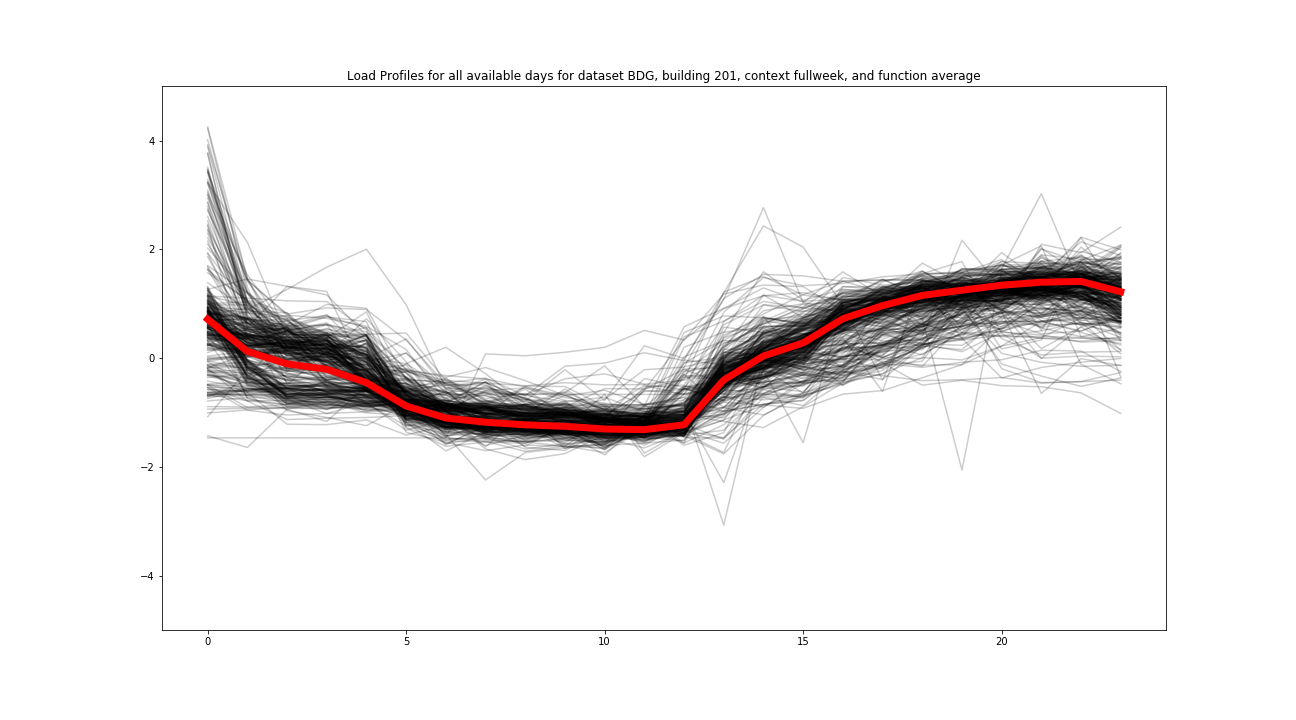 Load Profiles for all available days for dataset BDG, building 201, context fullweek, and function average
4
2
0
−2
−4
0 5 10 15 20